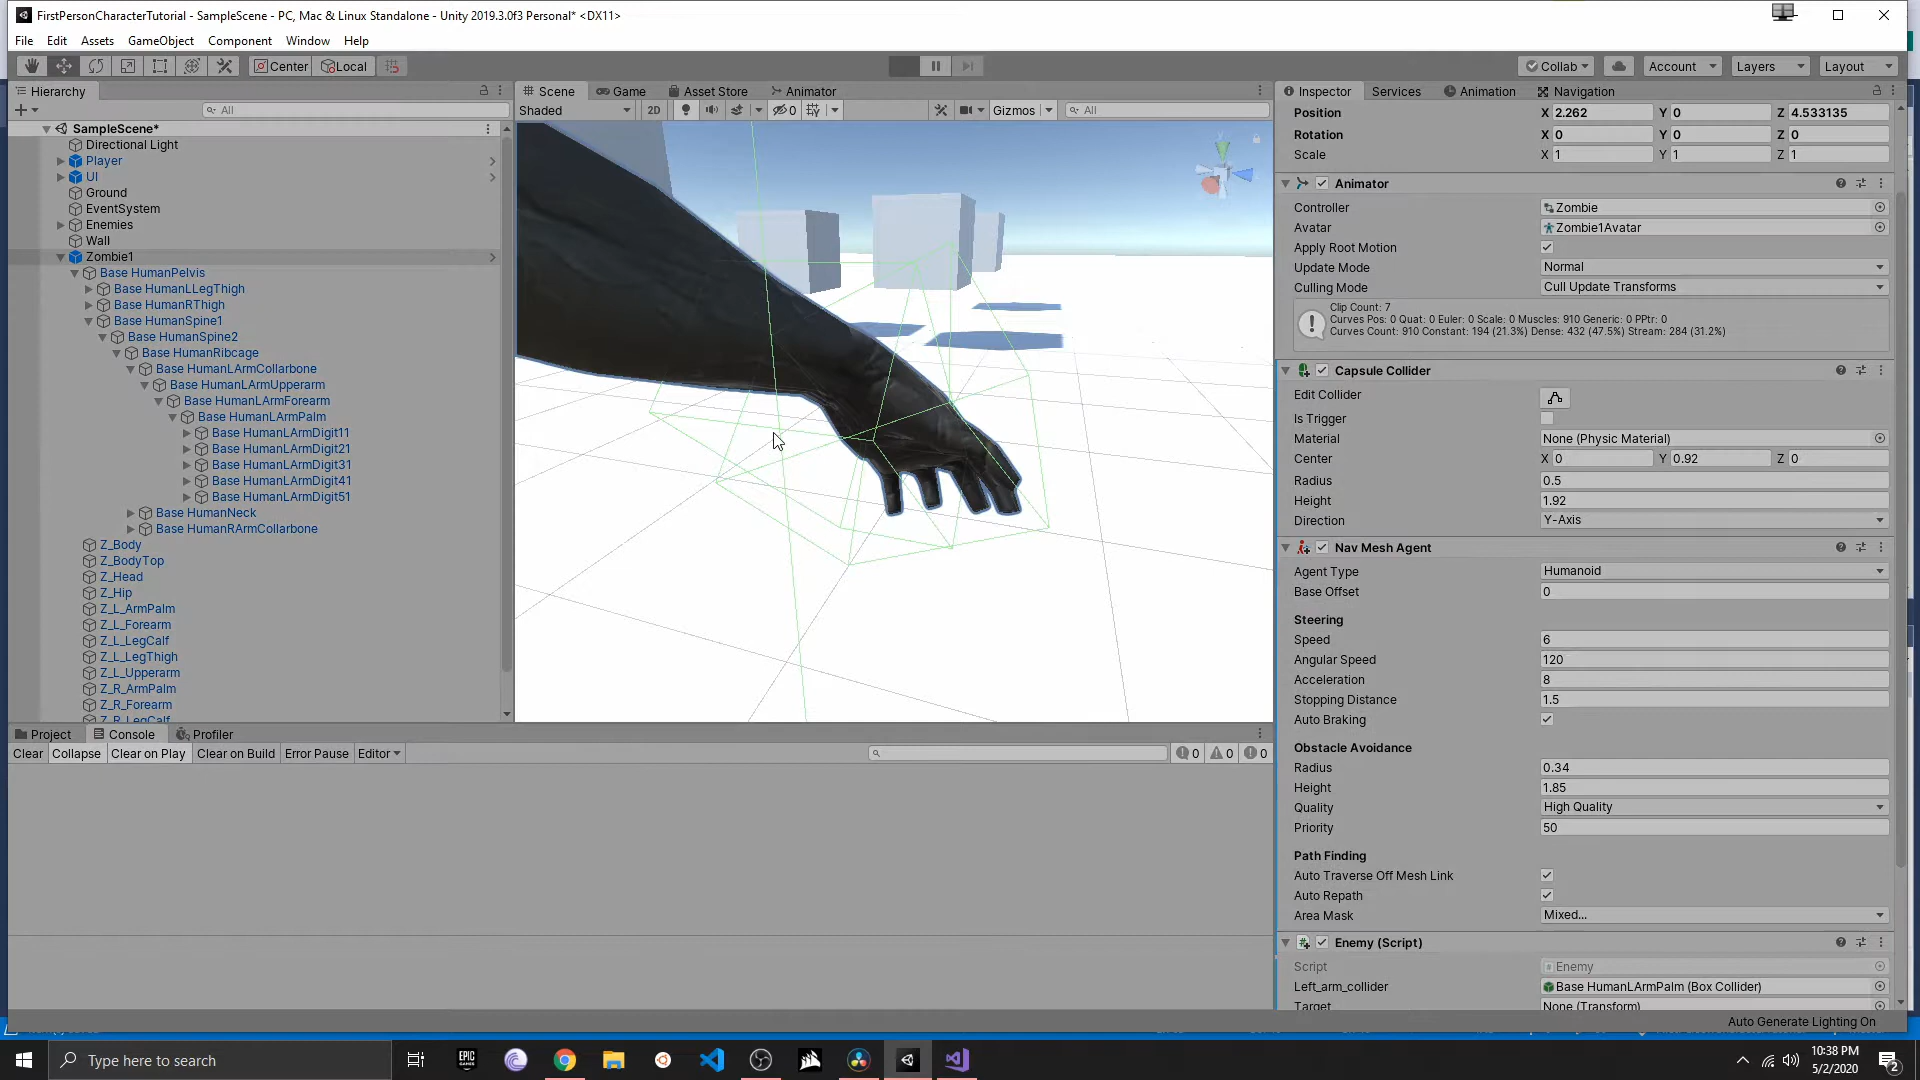 FirstPersonCharacterTutorial - SampleScene - PC, Mac & Linux Standalone - Unity 2019.3.0f3 Personal* <DX11>
File Edit Assets GameObject Component Window Help
Center Local Collab Account Layers Layout
Hierarchy
All
SampleScene*
Directional Light
Player
UI
Ground
EventSystem
Enemies
Wall
Zombie1
Base HumanPelvis
Base HumanLLegThigh
Base HumanRThigh
Base HumanSpine1
Base HumanSpine2
Base HumanRibcage
Base HumanLArmCollarbone
Base HumanLArmUpperarm
Base HumanLArmForearm
Base HumanLArmPalm
Base HumanLArmDigit11
Base HumanLArmDigit21
Base HumanLArmDigit31
Base HumanLArmDigit41
Base HumanLArmDigit51
Base HumanNeck
Base HumanRArmCollarbone
Z_Body
Z_BodyTop
Z_Head
Z_Hip
Z_L_ArmPalm
Z_L_Forearm
Z_L_LegCalf
Z_L_LegThigh
Z_L_Upperarm
Z_R_ArmPalm
Z_R_Forearm
Z_R_LegCalf
Scene Game Asset Store Animator
Shaded 2D 0 Gizmos All
Inspector Services Animation Navigation
Position X 2.262 Y 0 Z 4.533135
Rotation X 0 Y 0 Z 0
Scale X 1 Y 1 Z 1
Animator
Controller Zombie
Avatar Zombie1Avatar
Apply Root Motion
Update Mode Normal
Culling Mode Cull Update Transforms
Clip Count: 7
Curves Pos: 0 Quat: 0 Euler: 0 Scale: 0 Muscles: 910 Generic: 0 PPtr: 0
Curves Count: 910 Constant: 194 (21.3%) Dense: 432 (47.5%) Stream: 284 (31.2%)
Capsule Collider
Edit Collider
Is Trigger
Material None (Physic Material)
Center X 0 Y 0.92 Z 0
Radius 0.5
Height 1.92
Direction Y-Axis
Nav Mesh Agent
Agent Type Humanoid
Base Offset 0
Steering
Speed 6
Angular Speed 120
Acceleration 8
Stopping Distance 1.5
Auto Braking
Obstacle Avoidance
Radius 0.34
Height 1.85
Quality High Quality
Priority 50
Path Finding
Auto Traverse Off Mesh Link
Auto Repath
Area Mask Mixed...
Enemy (Script)
Script Enemy
Left_arm_collider Base HumanLArmPalm (Box Collider)
Target None (Transform)
Project Console Profiler
Clear Collapse Clear on Play Clear on Build Error Pause Editor 0 0 0
Auto Generate Lighting On
Type here to search
EPIC GAMES
10:38 PM
5/2/2020
2